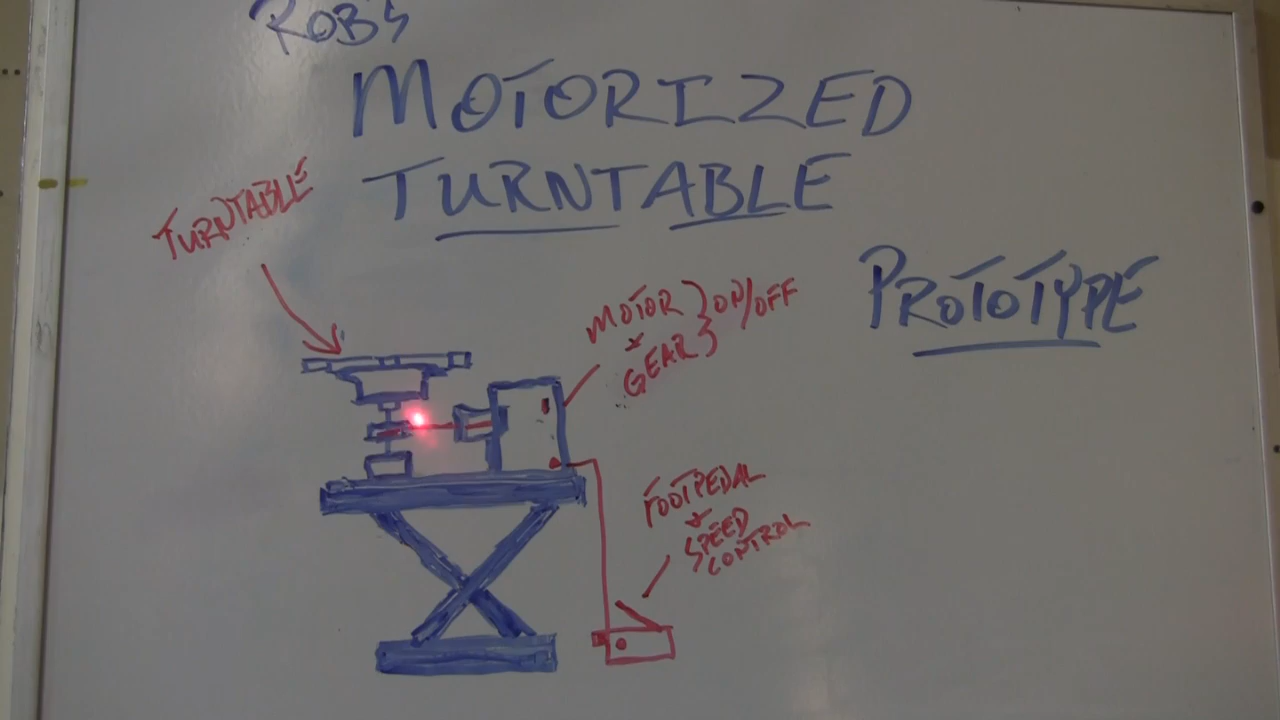 ROB'S
MOTORIZED
TURNTABLE
PROTOTYPE
TURNTABLE
MOTOR
&
GEAR
ON/OFF
FOOTPEDAL
&
SPEED
CONTROL